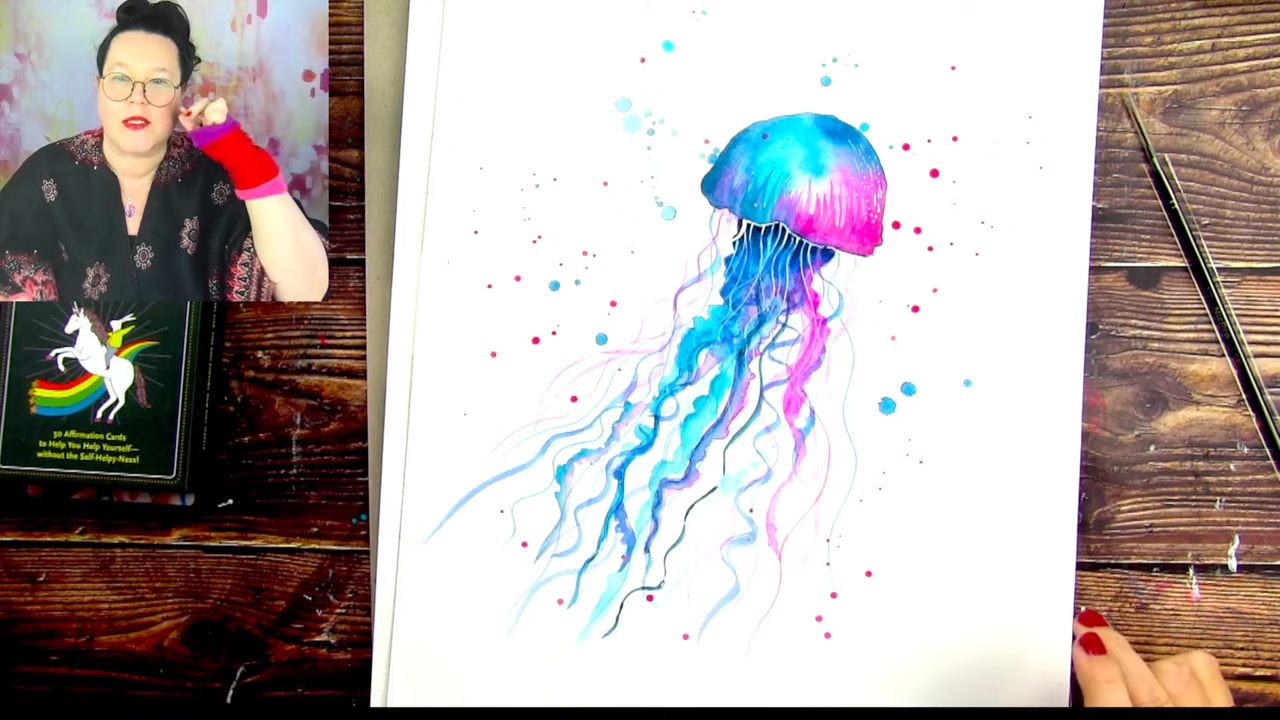 50 Affirmation Cards
to Help You Help Yourself—
without the Self-Helpy-Ness!